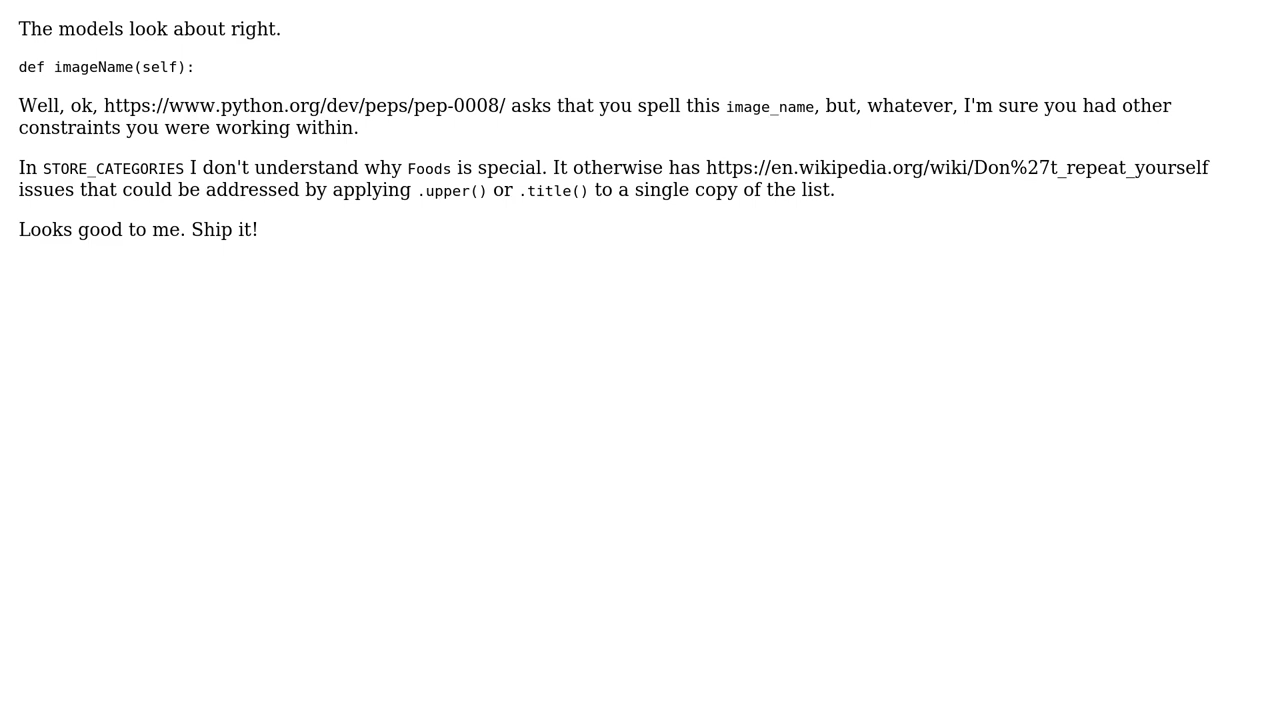 The models look about right.
def imageName(self):
Well, ok, https://www.python.org/dev/peps/pep-0008/ asks that you spell this image_name, but, whatever, I'm sure you had other
constraints you were working within.
In STORE_CATEGORIES I don't understand why Foods is special. It otherwise has https://en.wikipedia.org/wiki/Don%27t_repeat_yourself
issues that could be addressed by applying .upper() or .title() to a single copy of the list.
Looks good to me. Ship it!